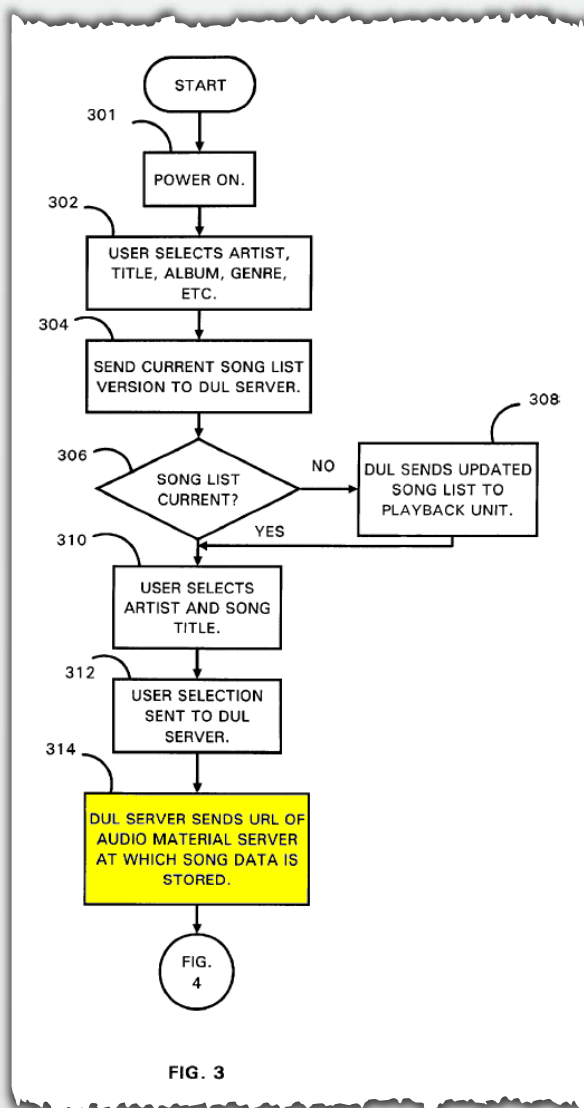 START
301
POWER ON.
302
USER SELECTS ARTIST,
TITLE, ALBUM, GENRE,
ETC.
304
SEND CURRENT SONG LIST
VERSION TO DUL SERVER.
306
SONG LIST
CURRENT?
NO
308
DUL SENDS UPDATED
SONG LIST TO
PLAYBACK UNIT.
YES
310
USER SELECTS
ARTIST AND SONG
TITLE.
312
USER SELECTION
SENT TO DUL
SERVER.
314
DUL SERVER SENDS URL OF
AUDIO MATERIAL SERVER
AT WHICH SONG DATA IS
STORED.
FIG.
4
FIG. 3